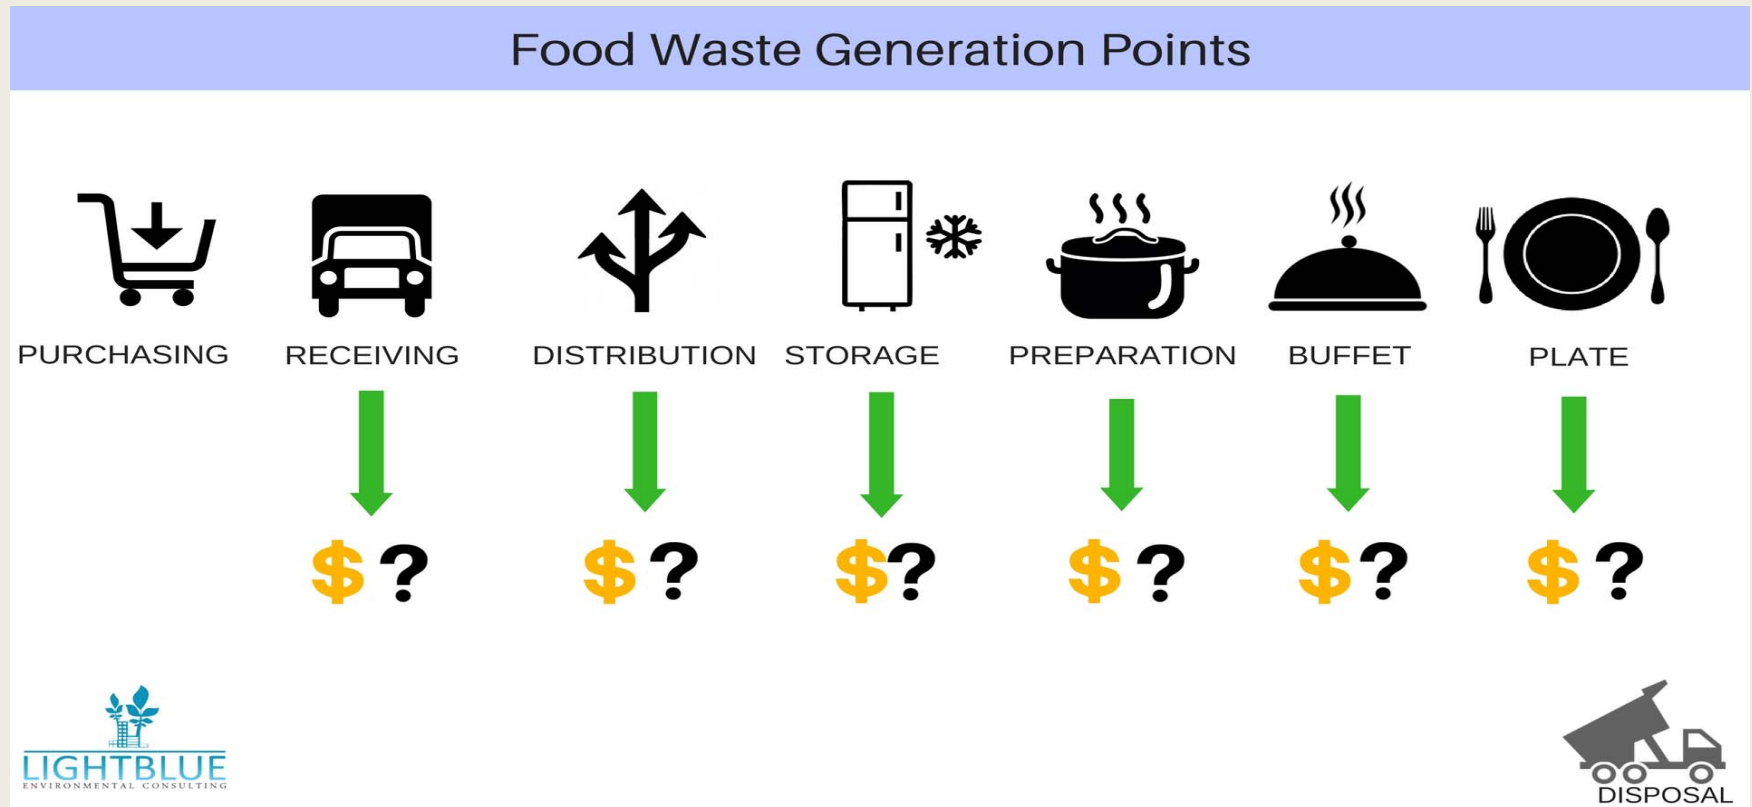 Food Waste Generation Points
PURCHASING RECEIVING DISTRIBUTION STORAGE PREPARATION BUFFET PLATE
$? $? $? $? $? $?
LIGHTBLUE
ENVIRONMENTAL CONSULTING
DISPOSAL